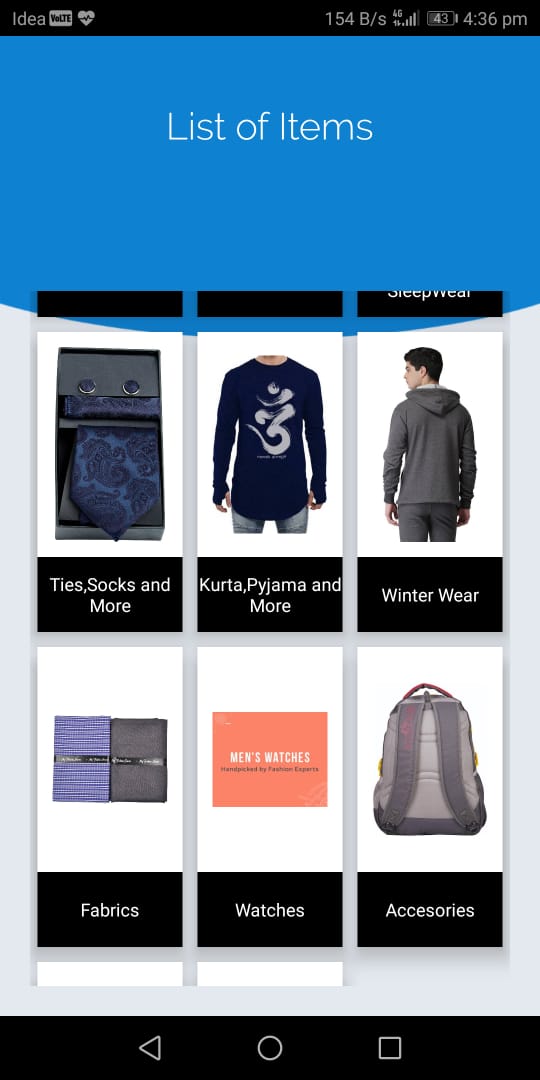 Idea VoLTE 154 B/s 4G 43 4:36 pm
List of Items
SleepWear
Ties,Socks and
More
Kurta,Pyjama and
More
Winter Wear
MEN'S WATCHES
Handpicked by Fashion Experts
Fabrics
Watches
Accesories